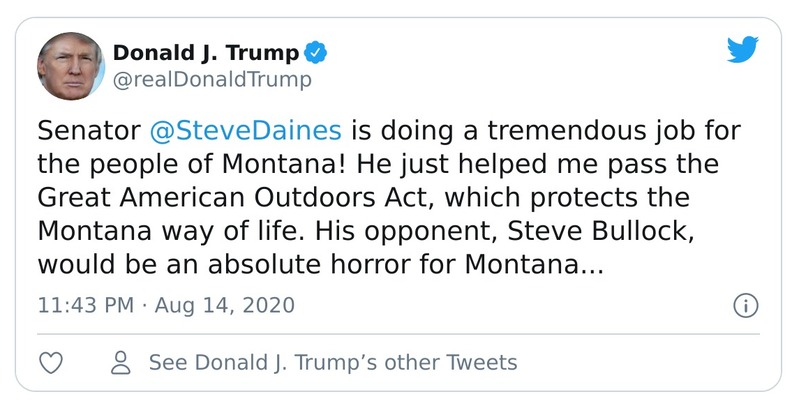 Donald J. Trump
@realDonaldTrump
Senator @SteveDaines is doing a tremendous job for
the people of Montana! He just helped me pass the
Great American Outdoors Act, which protects the
Montana way of life. His opponent, Steve Bullock,
would be an absolute horror for Montana...
11:43 PM · Aug 14, 2020
See Donald J. Trump’s other Tweets